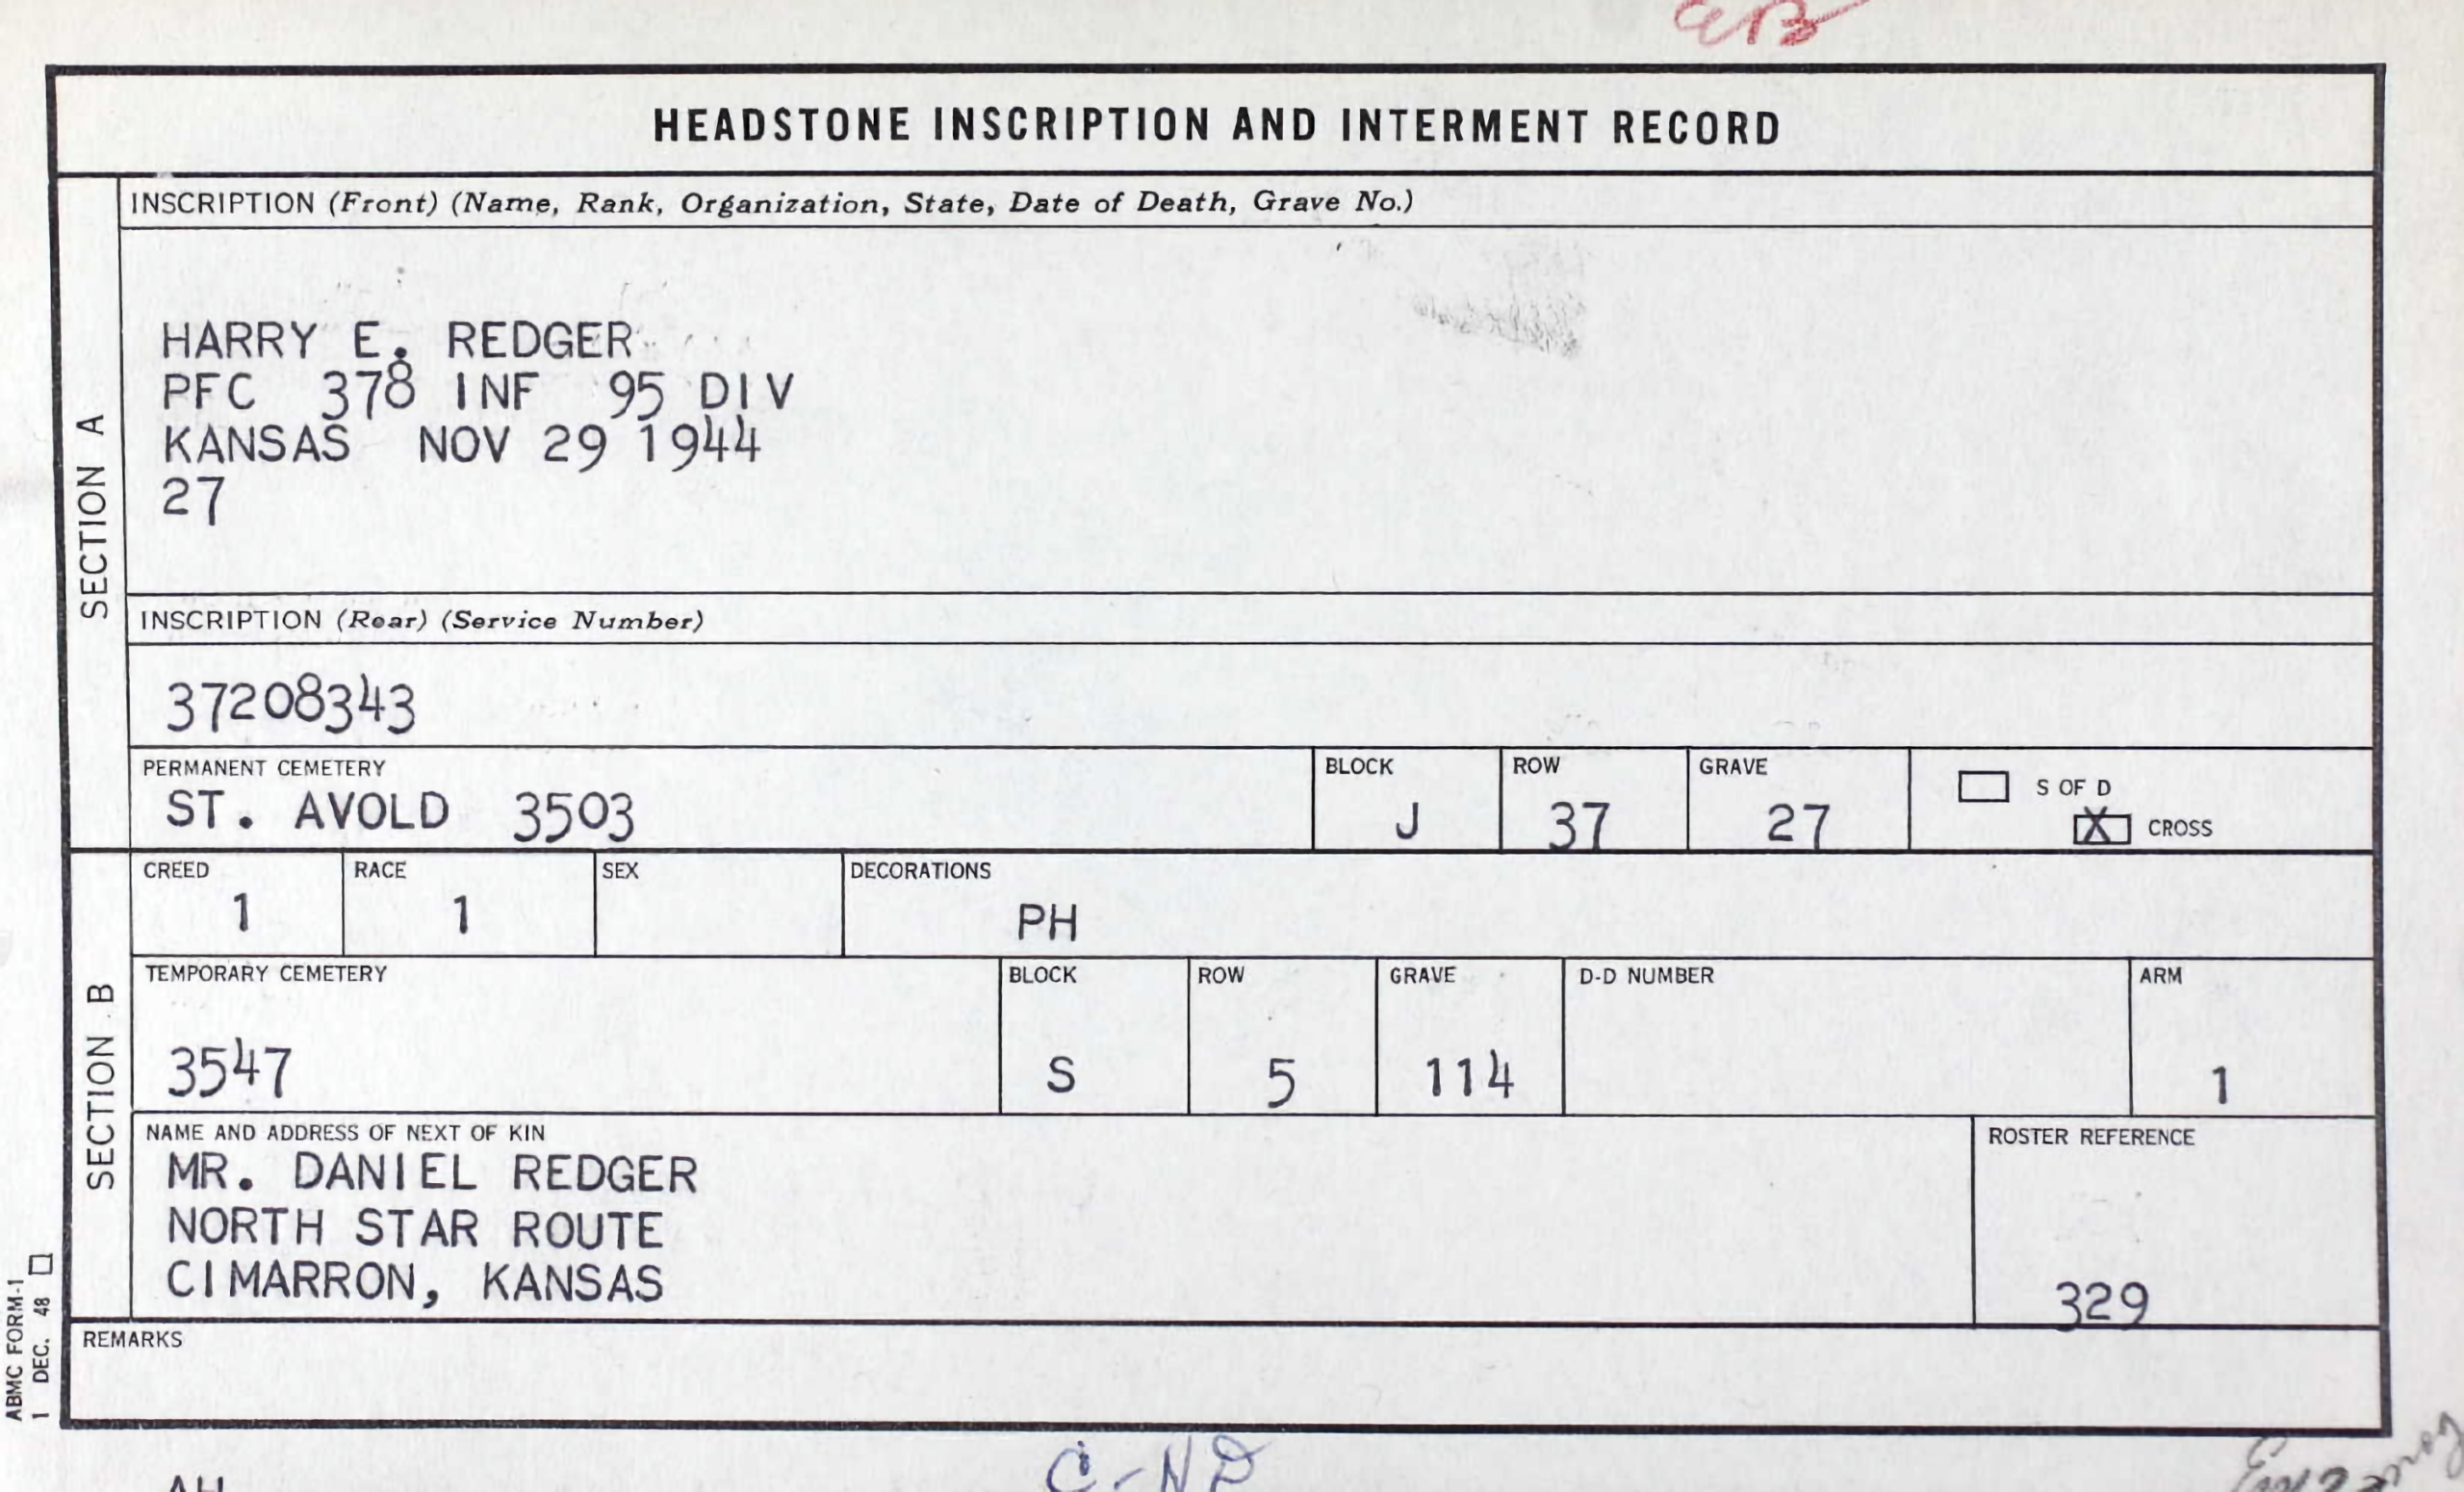 HEADSTONE INSCRIPTION AND INTERMENT RECORD
SECTION A
INSCRIPTION (Front) (Name, Rank, Organization, State, Date of Death, Grave No.)
HARRY E. REDGER
PFC 378 INF 95 DIV
KANSAS NOV 29 1944
27
INSCRIPTION (Rear) (Service Number)
37208343
PERMANENT CEMETERY BLOCK ROW GRAVE S OF D
ST. AVOLD 3503 J 37 27 X CROSS
SECTION B
CREED RACE SEX DECORATIONS
1 1 PH
TEMPORARY CEMETERY BLOCK ROW GRAVE D-D NUMBER ARM
3547 S 5 114 1
NAME AND ADDRESS OF NEXT OF KIN ROSTER REFERENCE
MR. DANIEL REDGER
NORTH STAR ROUTE
CIMARRON, KANSAS 329
REMARKS
ABMC FORM-1
1 DEC. 48
C-ND
AH